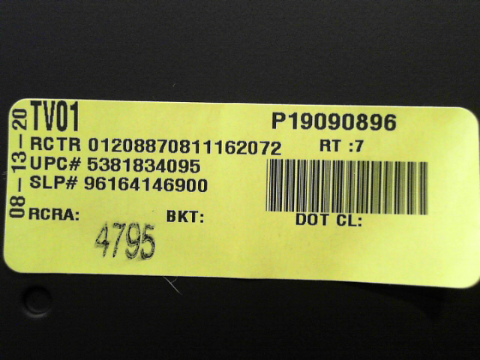 TV01 P19090896
RCTR 01208870811162072 RT :7
UPC# 5381834095
SLP# 96164146900
RCRA: BKT: DOT CL:
4795
08-13-20